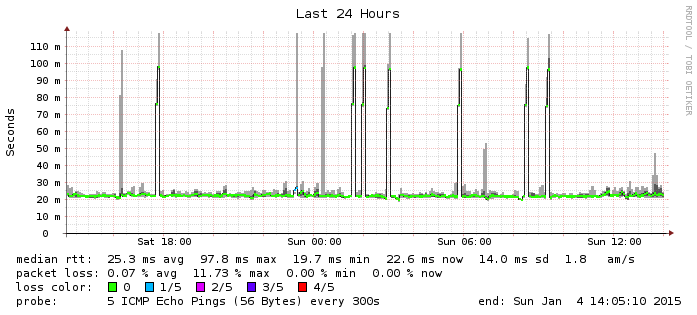 Last 24 Hours
RRDTOOL / TOBI OETIKER
Seconds
110 m
100 m
90 m
80 m
70 m
60 m
50 m
40 m
30 m
20 m
10 m
0
Sat 18:00 Sun 00:00 Sun 06:00 Sun 12:00
median rtt: 25.3 ms avg 97.8 ms max 19.7 ms min 22.6 ms now 14.0 ms sd 1.8 am/s
packet loss: 0.07 % avg 11.73 % max 0.00 % min 0.00 % now
loss color: 0 1/5 2/5 3/5 4/5
probe: 5 ICMP Echo Pings (56 Bytes) every 300s end: Sun Jan 4 14:05:10 2015